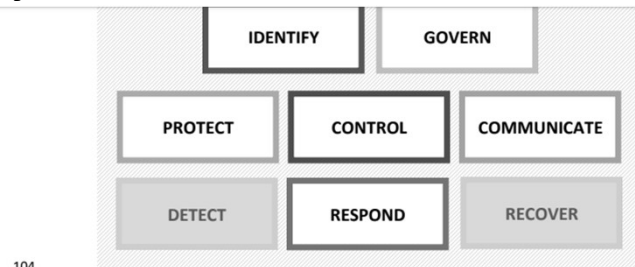 IDENTIFY GOVERN
PROTECT CONTROL COMMUNICATE
DETECT RESPOND RECOVER
104